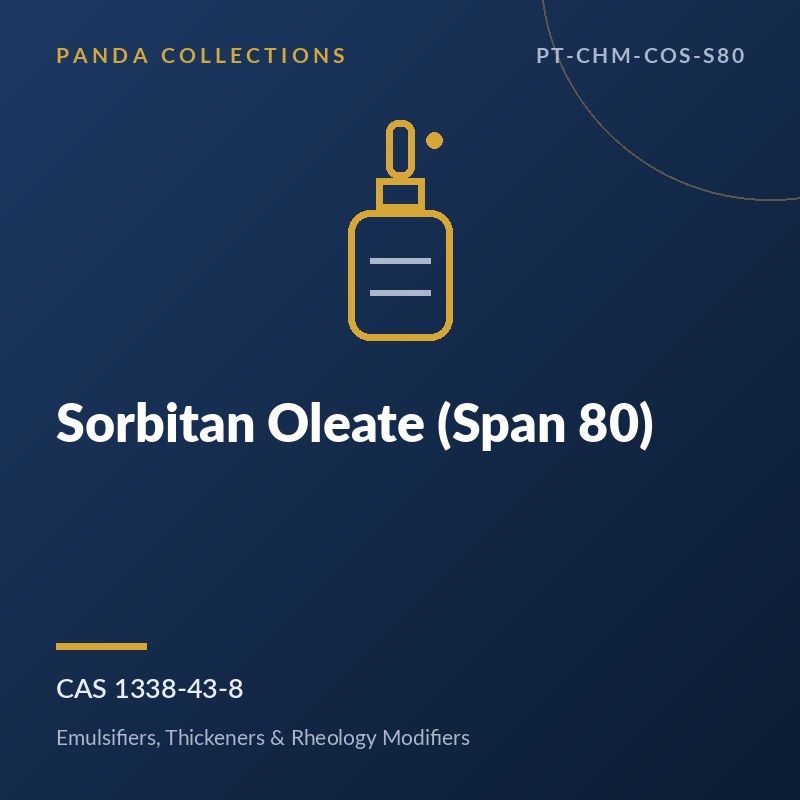 PANDA COLLECTIONS
PT-CHM-COS-S80
Sorbitan Oleate (Span 80)
CAS 1338-43-8
Emulsifiers, Thickeners & Rheology Modifiers